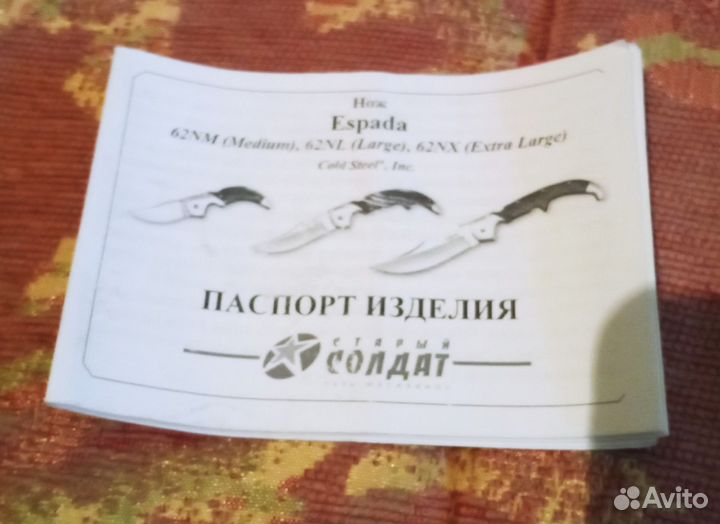 Нож
Espada
62NM (Medium), 62NL (Large), 62NX (Extra Large)
Cold Steel®, Inc.
ПАСПОРТ ИЗДЕЛИЯ
СТАРЫЙ
СОЛДАТ
Avito